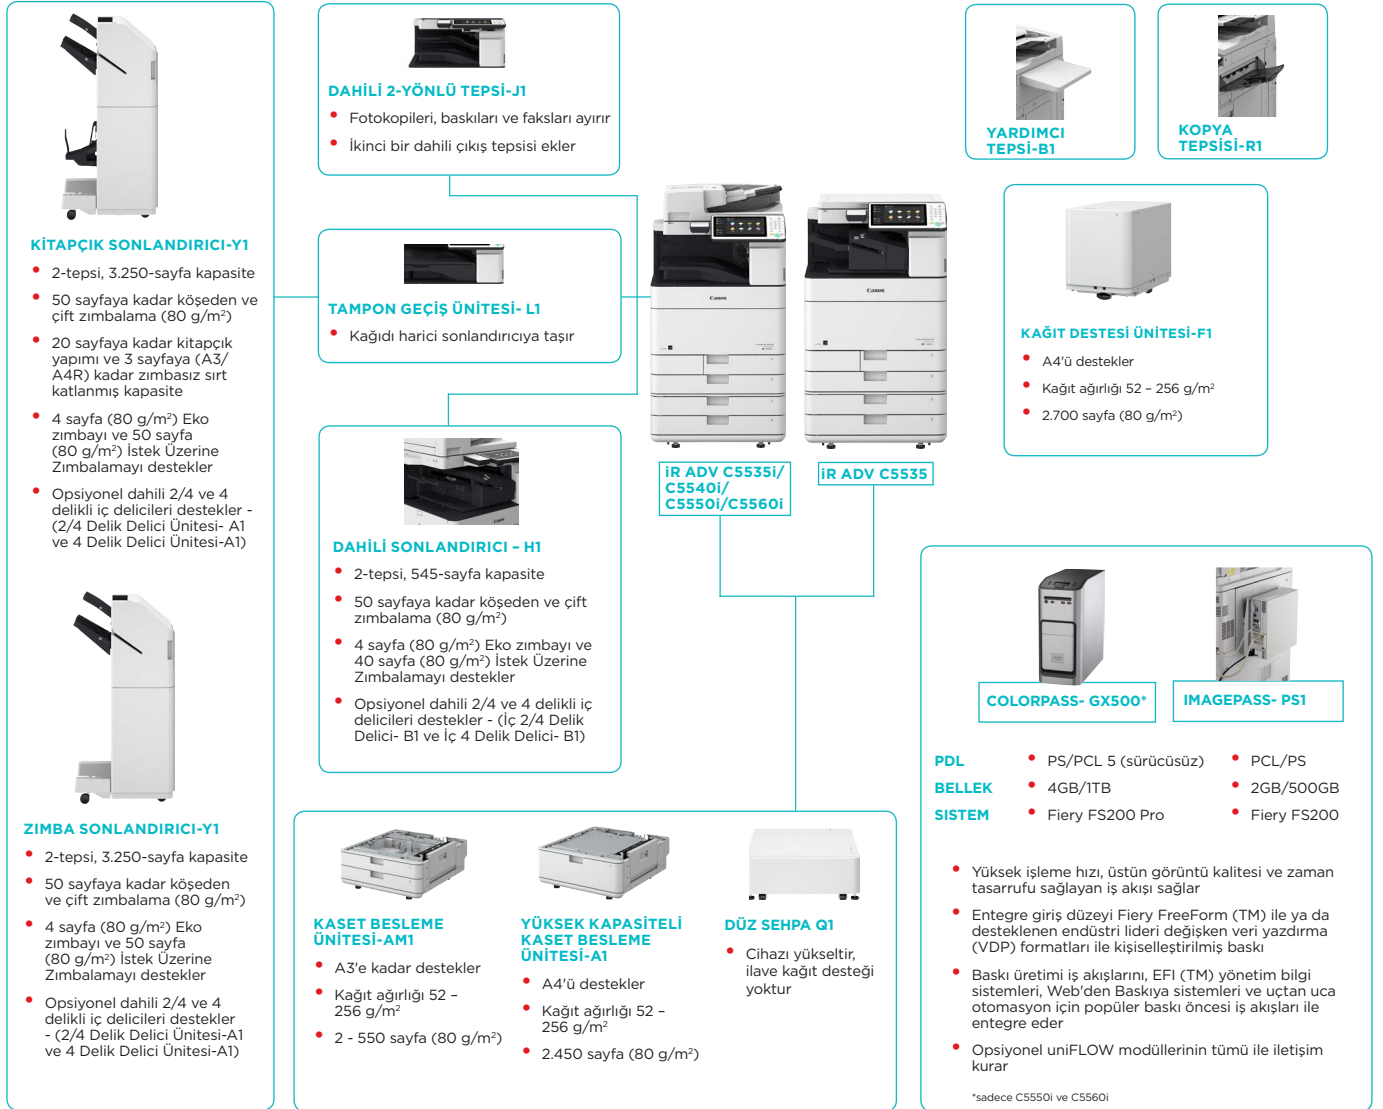 KİTAPÇIK SONLANDIRICI-Y1
• 2-tepsi, 3.250-sayfa kapasite
• 50 sayfaya kadar köşeden ve
çift zımbalama (80 g/m²)
• 20 sayfaya kadar kitapçık
yapımı ve 3 sayfaya (A3/
A4R) kadar zımbasız sırt
katlanmış kapasite
• 4 sayfa (80 g/m²) Eko
zımbayı ve 50 sayfa
(80 g/m²) İstek Üzerine
Zımbalamayı destekler
• Opsiyonel dahili 2/4 ve 4
delikli iç delicileri destekler -
(2/4 Delik Delici Ünitesi- A1
ve 4 Delik Delici Ünitesi-A1)
ZIMBA SONLANDIRICI-Y1
• 2-tepsi, 3.250-sayfa kapasite
• 50 sayfaya kadar köşeden
ve çift zımbalama (80 g/m²)
• 4 sayfa (80 g/m²) Eko
zımbayı ve 50 sayfa
(80 g/m²) İstek Üzerine
Zımbalamayı destekler
• Opsiyonel dahili 2/4 ve 4
delikli iç delicileri destekler
- (2/4 Delik Delici Ünitesi-A1
ve 4 Delik Delici Ünitesi-A1)
DAHİLİ 2-YÖNLÜ TEPSİ-J1
• Fotokopileri, baskıları ve faksları ayırır
• İkinci bir dahili çıkış tepsisi ekler
TAMPON GEÇİŞ ÜNİTESİ- L1
• Kağıdı harici sonlandırıcıya taşır
DAHİLİ SONLANDIRICI – H1
• 2-tepsi, 545-sayfa kapasite
• 50 sayfaya kadar köşeden ve çift
zımbalama (80 g/m²)
• 4 sayfa (80 g/m²) Eko zımbayı ve
40 sayfa (80 g/m²) İstek Üzerine
Zımbalamayı destekler
• Opsiyonel dahili 2/4 ve 4 delikli iç
delicileri destekler - (İç 2/4 Delik
Delici- B1 ve İç 4 Delik Delici- B1)
Canon
Canon
iR ADV C5535i/
C5540i/
C5550i/C5560i
iR ADV C5535
YARDIMCI
TEPSİ-B1
KOPYA
TEPSİSİ-R1
KAĞIT DESTESİ ÜNİTESİ-F1
• A4'ü destekler
• Kağıt ağırlığı 52 – 256 g/m²
• 2.700 sayfa (80 g/m²)
KASET BESLEME
ÜNİTESİ-AM1
• A3'e kadar destekler
• Kağıt ağırlığı 52 –
256 g/m²
• 2 - 550 sayfa (80 g/m²)
YÜKSEK KAPASİTELİ
KASET BESLEME
ÜNİTESİ-A1
• A4'ü destekler
• Kağıt ağırlığı 52 –
256 g/m²
• 2.450 sayfa (80 g/m²)
DÜZ SEHPA Q1
• Cihazı yükseltir,
ilave kağıt desteği
yoktur
COLORPASS- GX500*
IMAGEPASS- PS1
PDL • PS/PCL 5 (sürücüsüz) • PCL/PS
BELLEK • 4GB/1TB • 2GB/500GB
SISTEM • Fiery FS200 Pro • Fiery FS200
• Yüksek işleme hızı, üstün görüntü kalitesi ve zaman
tasarrufu sağlayan iş akışı sağlar
• Entegre giriş düzeyi Fiery FreeForm (TM) ile ya da
desteklenen endüstri lideri değişken veri yazdırma
(VDP) formatları ile kişiselleştirilmiş baskı
• Baskı üretimi iş akışlarını, EFI (TM) yönetim bilgi
sistemleri, Web'den Baskıya sistemleri ve uçtan uca
otomasyon için popüler baskı öncesi iş akışları ile
entegre eder
• Opsiyonel uniFLOW modüllerinin tümü ile iletişim
kurar
*sadece C5550i ve C5560i